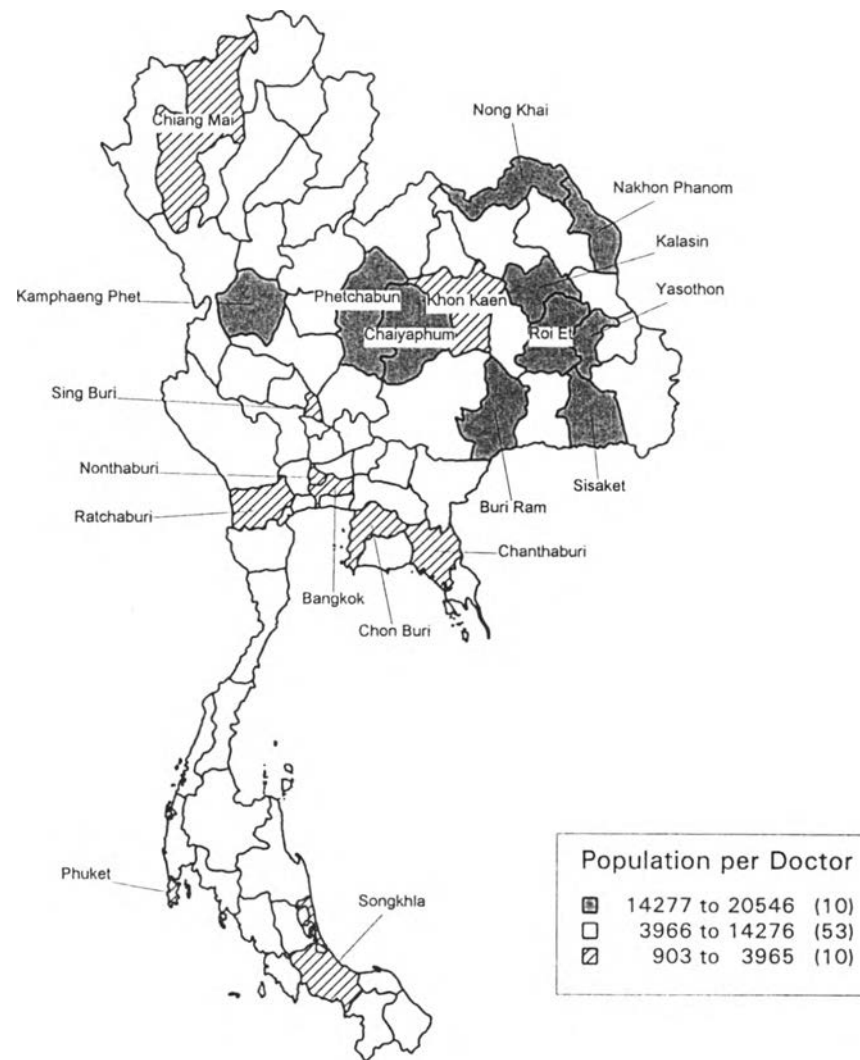 Chiang Mai
Nong Khai
Nakhon Phanom
Kalasin
Kamphaeng Phet
Phetchabun
Khon Kaen
Yasothon
Chaiyaphum
Roi Et
Sing Buri
Nonthaburi
Sisaket
Buri Ram
Ratchaburi
Chanthaburi
Bangkok
Chon Buri
Phuket
Songkhla
Population per Doctor
14277 to 20546 (10)
3966 to 14276 (53)
903 to 3965 (10)